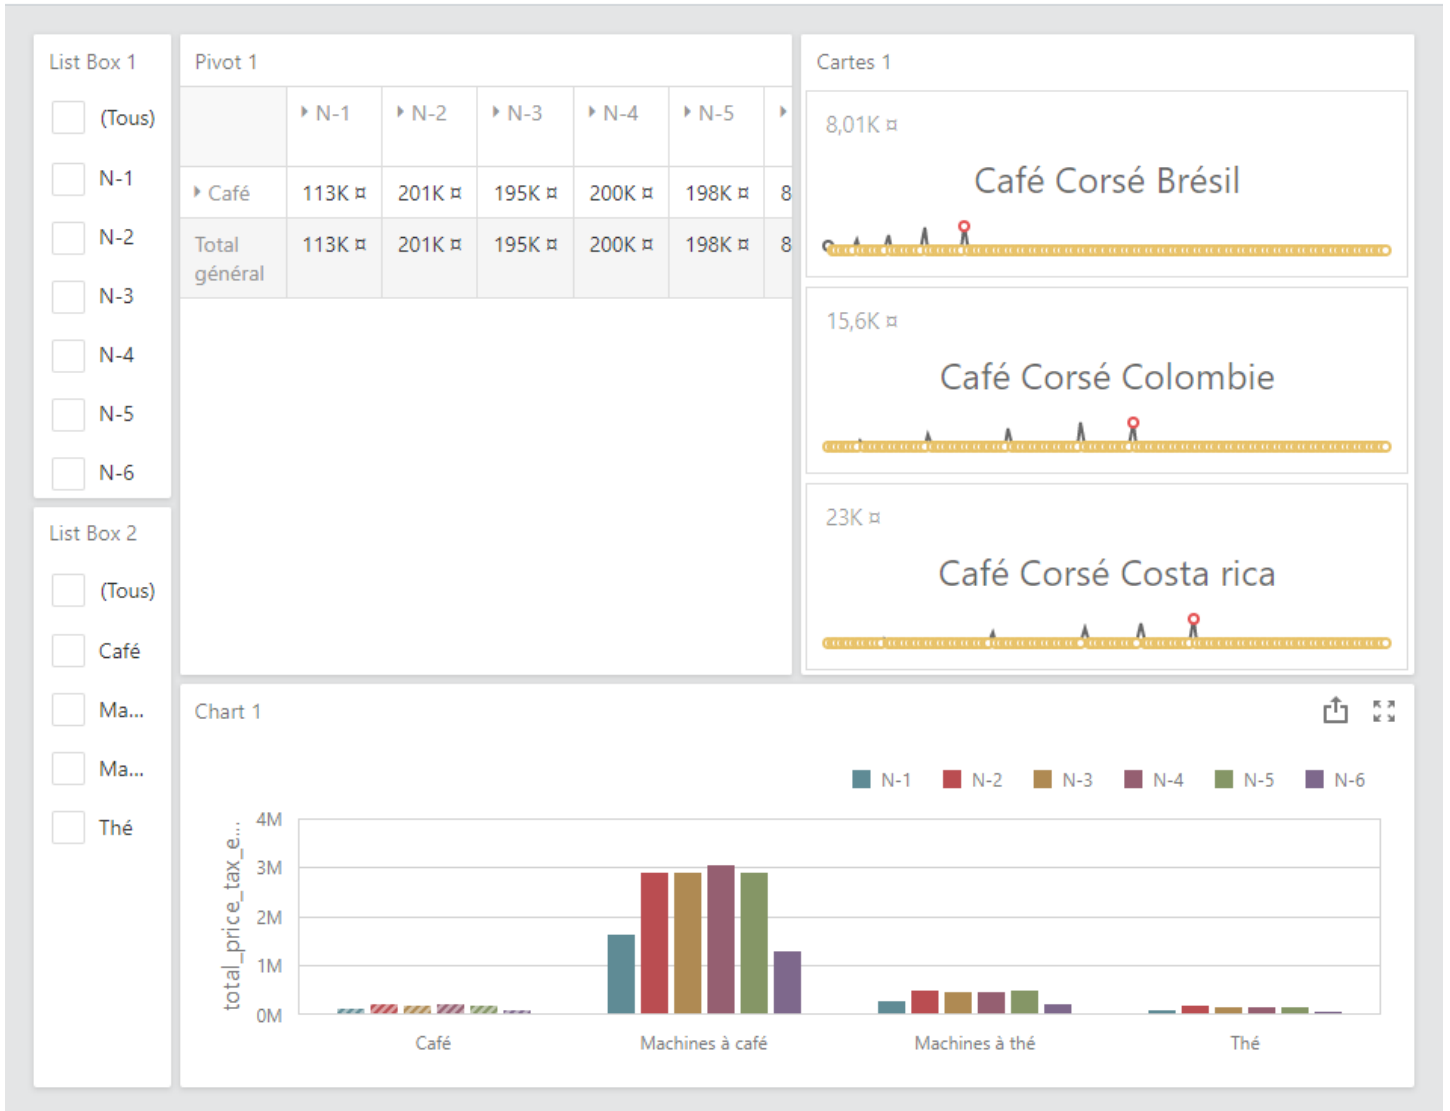 List Box 1
(Tous)
N-1
N-2
N-3
N-4
N-5
N-6
List Box 2
(Tous)
Café
Ma...
Ma...
Thé
Pivot 1
N-1 N-2 N-3 N-4 N-5
Café 113K ¤ 201K ¤ 195K ¤ 200K ¤ 198K ¤ 8
Total
général 113K ¤ 201K ¤ 195K ¤ 200K ¤ 198K ¤ 8
Cartes 1
8,01K ¤
Café Corsé Brésil
15,6K ¤
Café Corsé Colombie
23K ¤
Café Corsé Costa rica
Chart 1
N-1 N-2 N-3 N-4 N-5 N-6
total_price_tax_e...
4M
3M
2M
1M
0M
Café Machines à café Machines à thé Thé